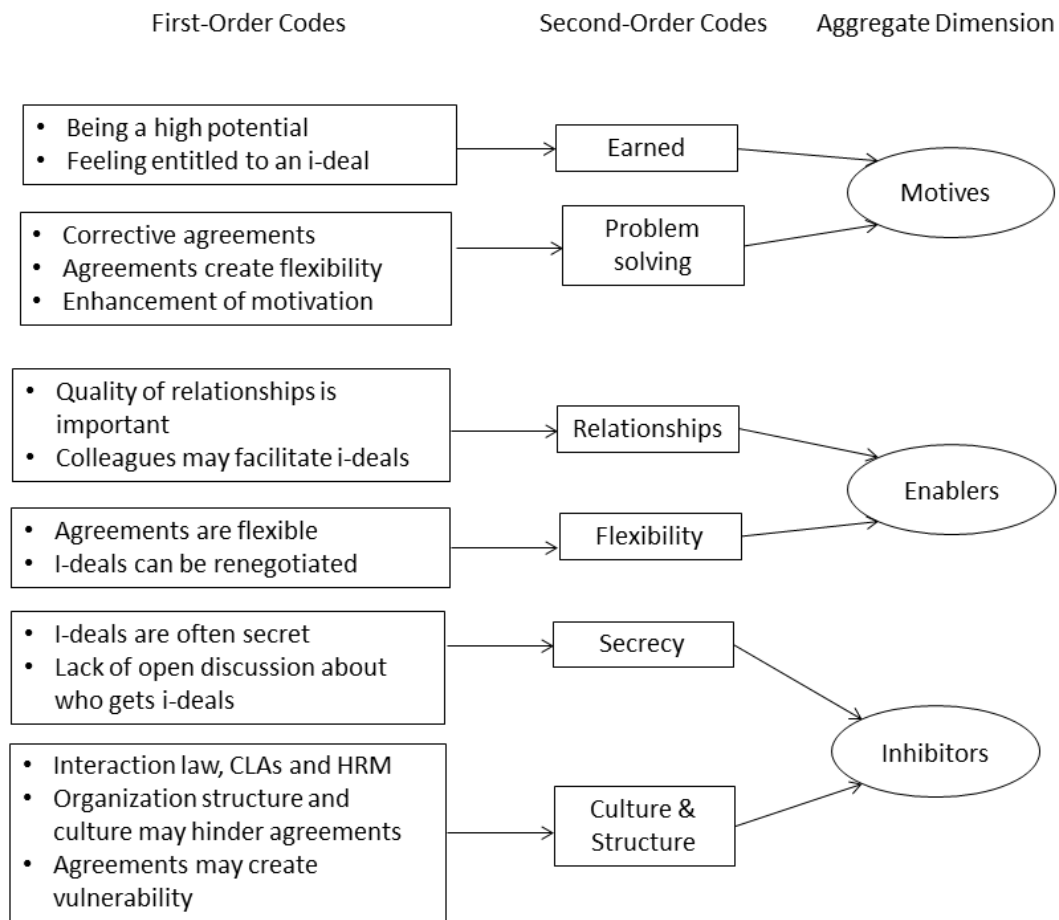 First-Order Codes
Second-Order Codes
Aggregate Dimension
• Being a high potential
• Feeling entitled to an i-deal
Earned
Motives
• Corrective agreements
• Agreements create flexibility
• Enhancement of motivation
Problem
solving
• Quality of relationships is
important
• Colleagues may facilitate i-deals
Relationships
Enablers
• Agreements are flexible
• I-deals can be renegotiated
Flexibility
• I-deals are often secret
• Lack of open discussion about
who gets i-deals
Secrecy
Inhibitors
• Interaction law, CLAs and HRM
• Organization structure and
culture may hinder agreements
• Agreements may create
vulnerability
Culture &
Structure